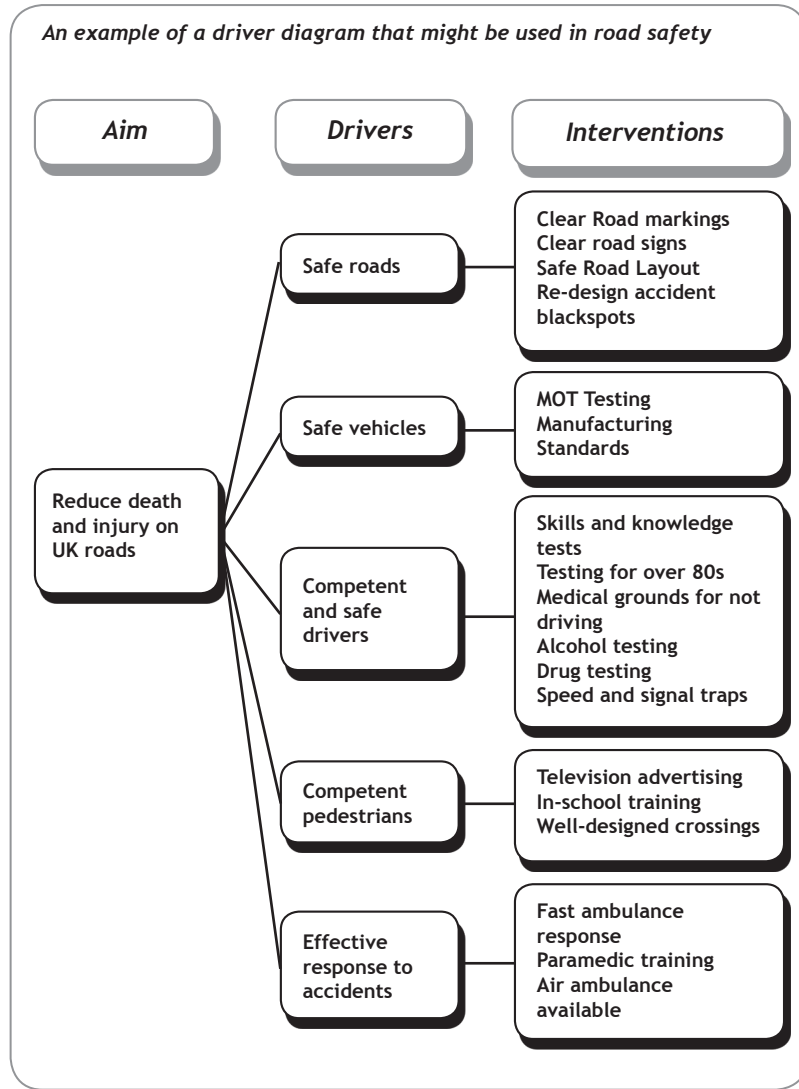 An example of a driver diagram that might be used in road safety
Aim
Drivers
Interventions
Reduce death
and injury on
UK roads
Safe roads
Clear Road markings
Clear road signs
Safe Road Layout
Re-design accident
blackspots
Safe vehicles
MOT Testing
Manufacturing
Standards
Competent
and safe
drivers
Skills and knowledge
tests
Testing for over 80s
Medical grounds for not
driving
Alcohol testing
Drug testing
Speed and signal traps
Competent
pedestrians
Television advertising
In-school training
Well-designed crossings
Effective
response to
accidents
Fast ambulance
response
Paramedic training
Air ambulance
available